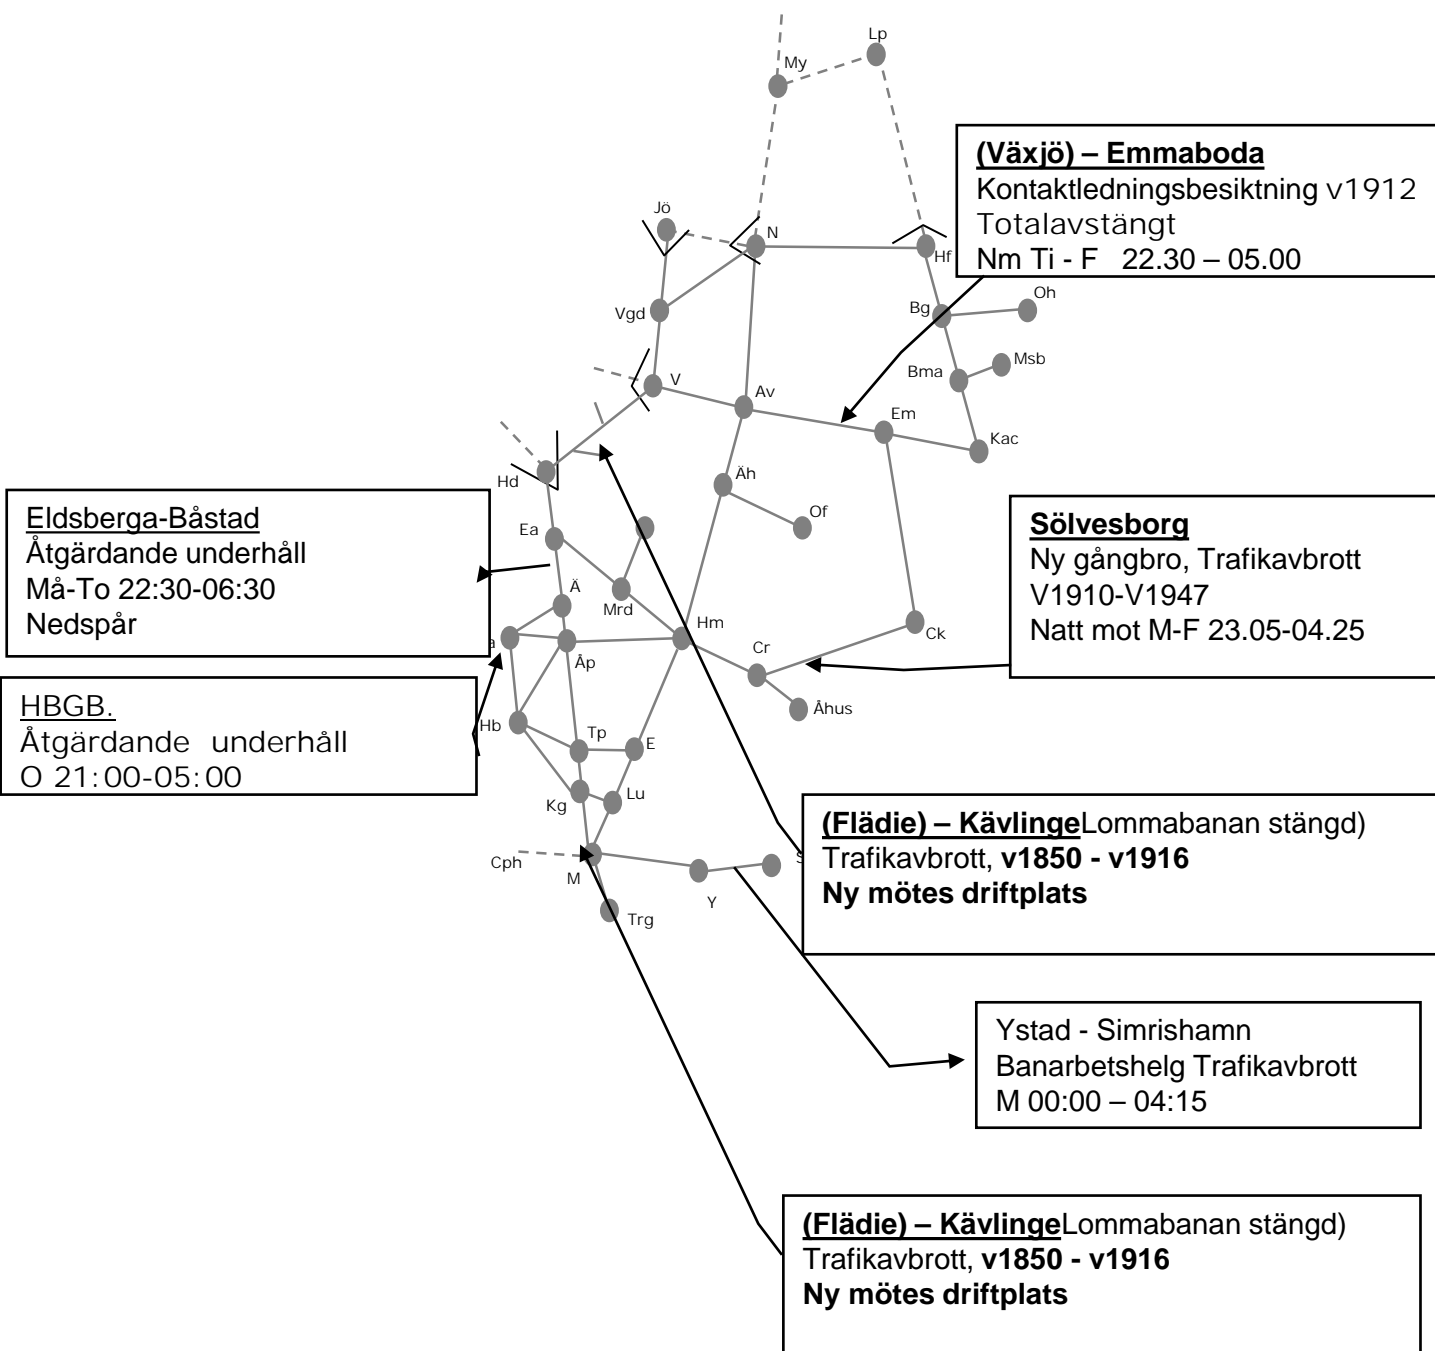 Lp
My
(Växjö) – Emmaboda
Kontaktledningsbesiktning v1912
Totalavstängt
Nm Ti - F 22.30 – 05.00
Jö
N
Hf
Oh
Vgd
Bg
Msb
Bma
V
Av
Em
Kac
Hd
Äh
Of
Eldsberga-Båstad
Åtgärdande underhåll
Må-To 22:30-06:30
Nedspår
Ea
Sölvesborg
Ny gångbro, Trafikavbrott
V1910-V1947
Natt mot M-F 23.05-04.25
Ä
Mrd
Hm
Ck
a
Åp
Cr
Åhus
HBGB.
Åtgärdande underhåll
O 21:00-05:00
Hb
Tp
E
Kg
Lu
(Flädie) – KävlingeLommabanan stängd)
Trafikavbrott, v1850 - v1916
Ny mötes driftplats
Cph
M
Y
Trg
Ystad - Simrishamn
Banarbetshelg Trafikavbrott
M 00:00 – 04:15
(Flädie) – KävlingeLommabanan stängd)
Trafikavbrott, v1850 - v1916
Ny mötes driftplats